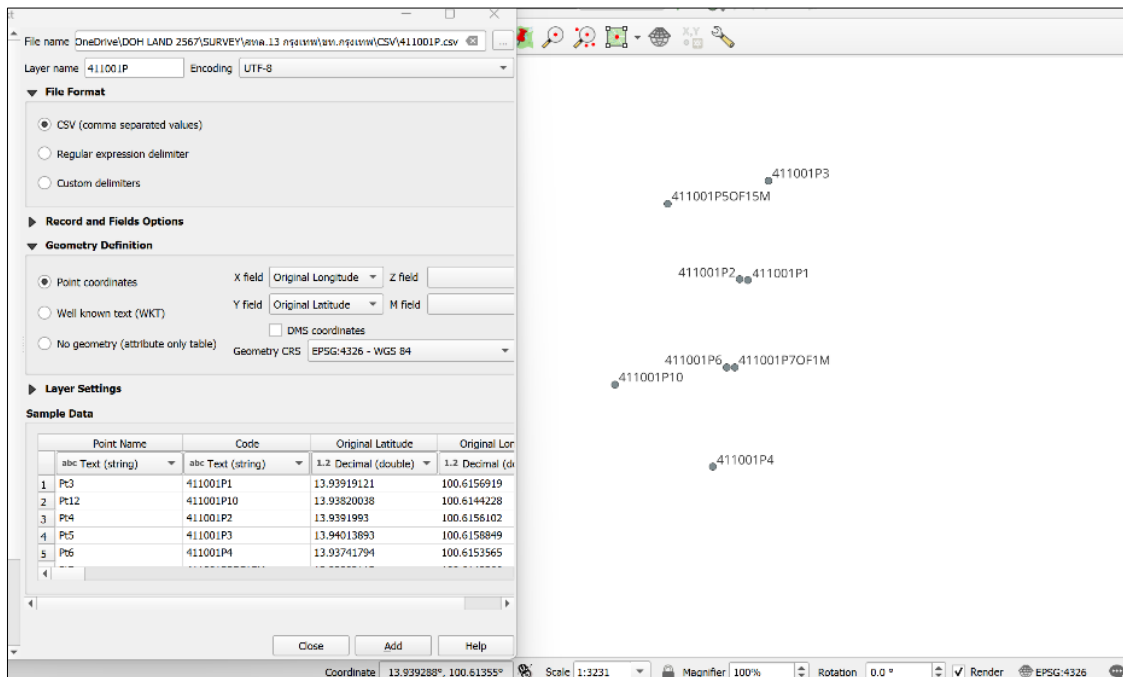 File name OneDrive\DOH LAND 2567\SURVEY\สทล.13 กรุงเทพ\ขท.กรุงเทพ\CSV\411001P.csv ...
Layer name 411001P Encoding UTF-8
File Format
CSV (comma separated values)
Regular expression delimiter
Custom delimiters
Record and Fields Options
Geometry Definition
Point coordinates
X field Original Longitude Z field
Well known text (WKT)
Y field Original Latitude M field
DMS coordinates
No geometry (attribute only table)
Geometry CRS EPSG:4326 - WGS 84
Layer Settings
Sample Data
Point Name Code Original Latitude Original Lon
abc Text (string) abc Text (string) 1.2 Decimal (double) 1.2 Decimal (d
1 Pt3 411001P1 13.93919121 100.6156919
2 Pt12 411001P10 13.93820038 100.6144228
3 Pt4 411001P2 13.9391993 100.6156102
4 Pt5 411001P3 13.94013893 100.6158849
5 Pt6 411001P4 13.93741794 100.6153565
Close Add Help
X,Y
411001P3
411001P5OF15M
411001P2 411001P1
411001P6 411001P7OF1M
411001P10
411001P4
Coordinate 13.939288°, 100.61355° Scale 1:3231 Magnifier 100% Rotation 0.0 ° Render EPSG:4326